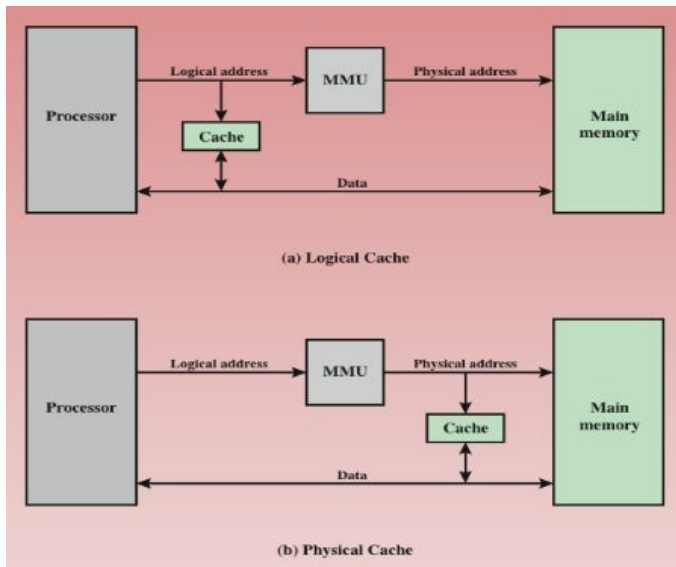 Logical address
Physical address
Processor
MMU
Main
memory
Cache
Data
(a) Logical Cache
Logical address
Physical address
Processor
MMU
Main
memory
Cache
Data
(b) Physical Cache